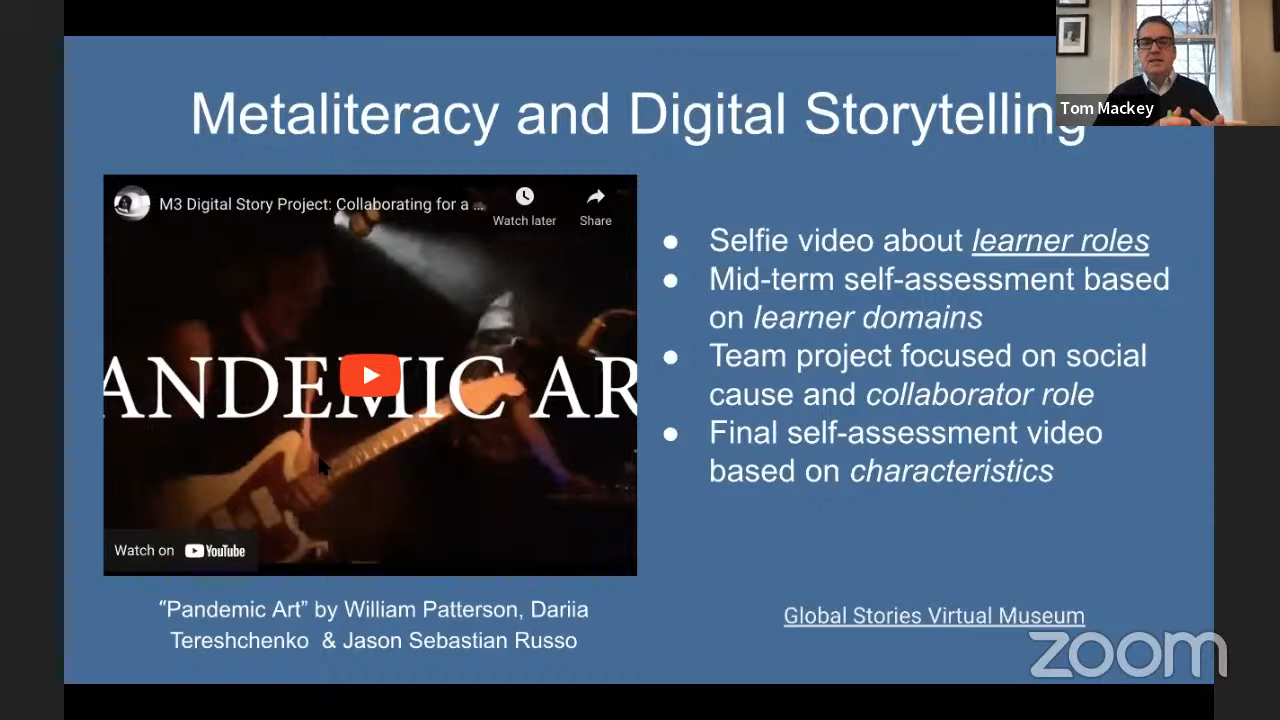 Metaliteracy and Digital Storytelling
Tom Mackey
M3 Digital Story Project: Collaborating for a ...
Watch later
Share
ANDEMIC AR
Watch on YouTube
● Selfie video about learner roles
● Mid-term self-assessment based
on learner domains
● Team project focused on social
cause and collaborator role
● Final self-assessment video
based on characteristics
“Pandemic Art” by William Patterson, Dariia
Tereshchenko & Jason Sebastian Russo
Global Stories Virtual Museum
zoom